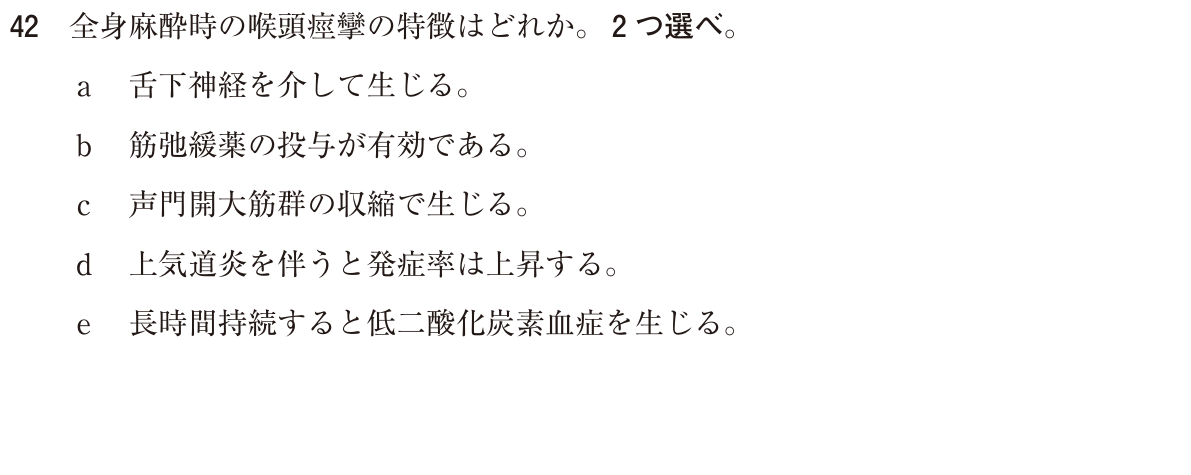 42 全身麻酔時の喉頭痙攣の特徴はどれか。2つ選べ。
a 舌下神経を介して生じる。
b 筋弛緩薬の投与が有効である。
c 声門開大筋群の収縮で生じる。
d 上気道炎を伴うと発症率は上昇する。
e 長時間持続すると低二酸化炭素血症を生じる。